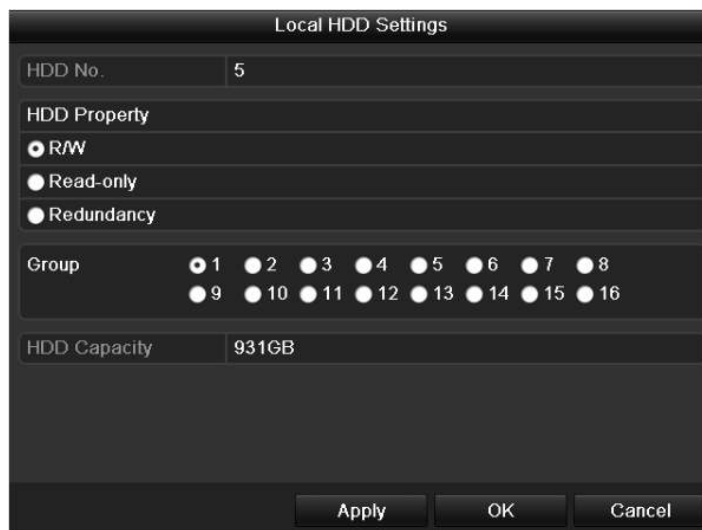 Local HDD Settings
HDD No. 5
HDD Property
R/W
Read-only
Redundancy
Group 1 2 3 4 5 6 7 8
9 10 11 12 13 14 15 16
HDD Capacity 931GB
Apply OK Cancel